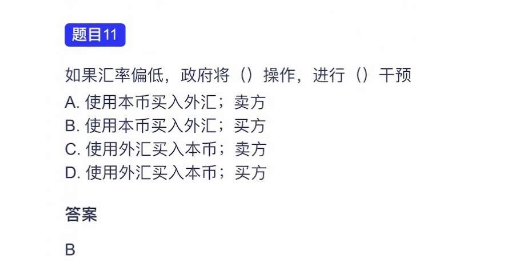 题目11
如果汇率偏低，政府将（）操作，进行（）干预
A. 使用本币买入外汇；卖方
B. 使用本币买入外汇；买方
C. 使用外汇买入本币；卖方
D. 使用外汇买入本币；买方
答案
B